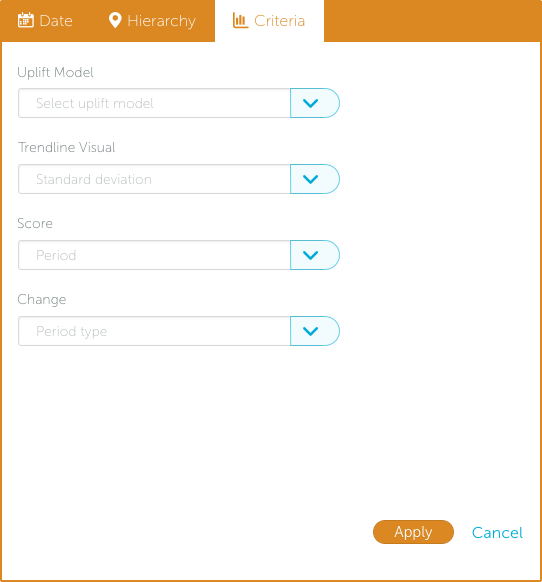 Date Hierarchy Criteria
Uplift Model
Select uplift model
Trendline Visual
Standard deviation
Score
Period
Change
Period type
Apply Cancel